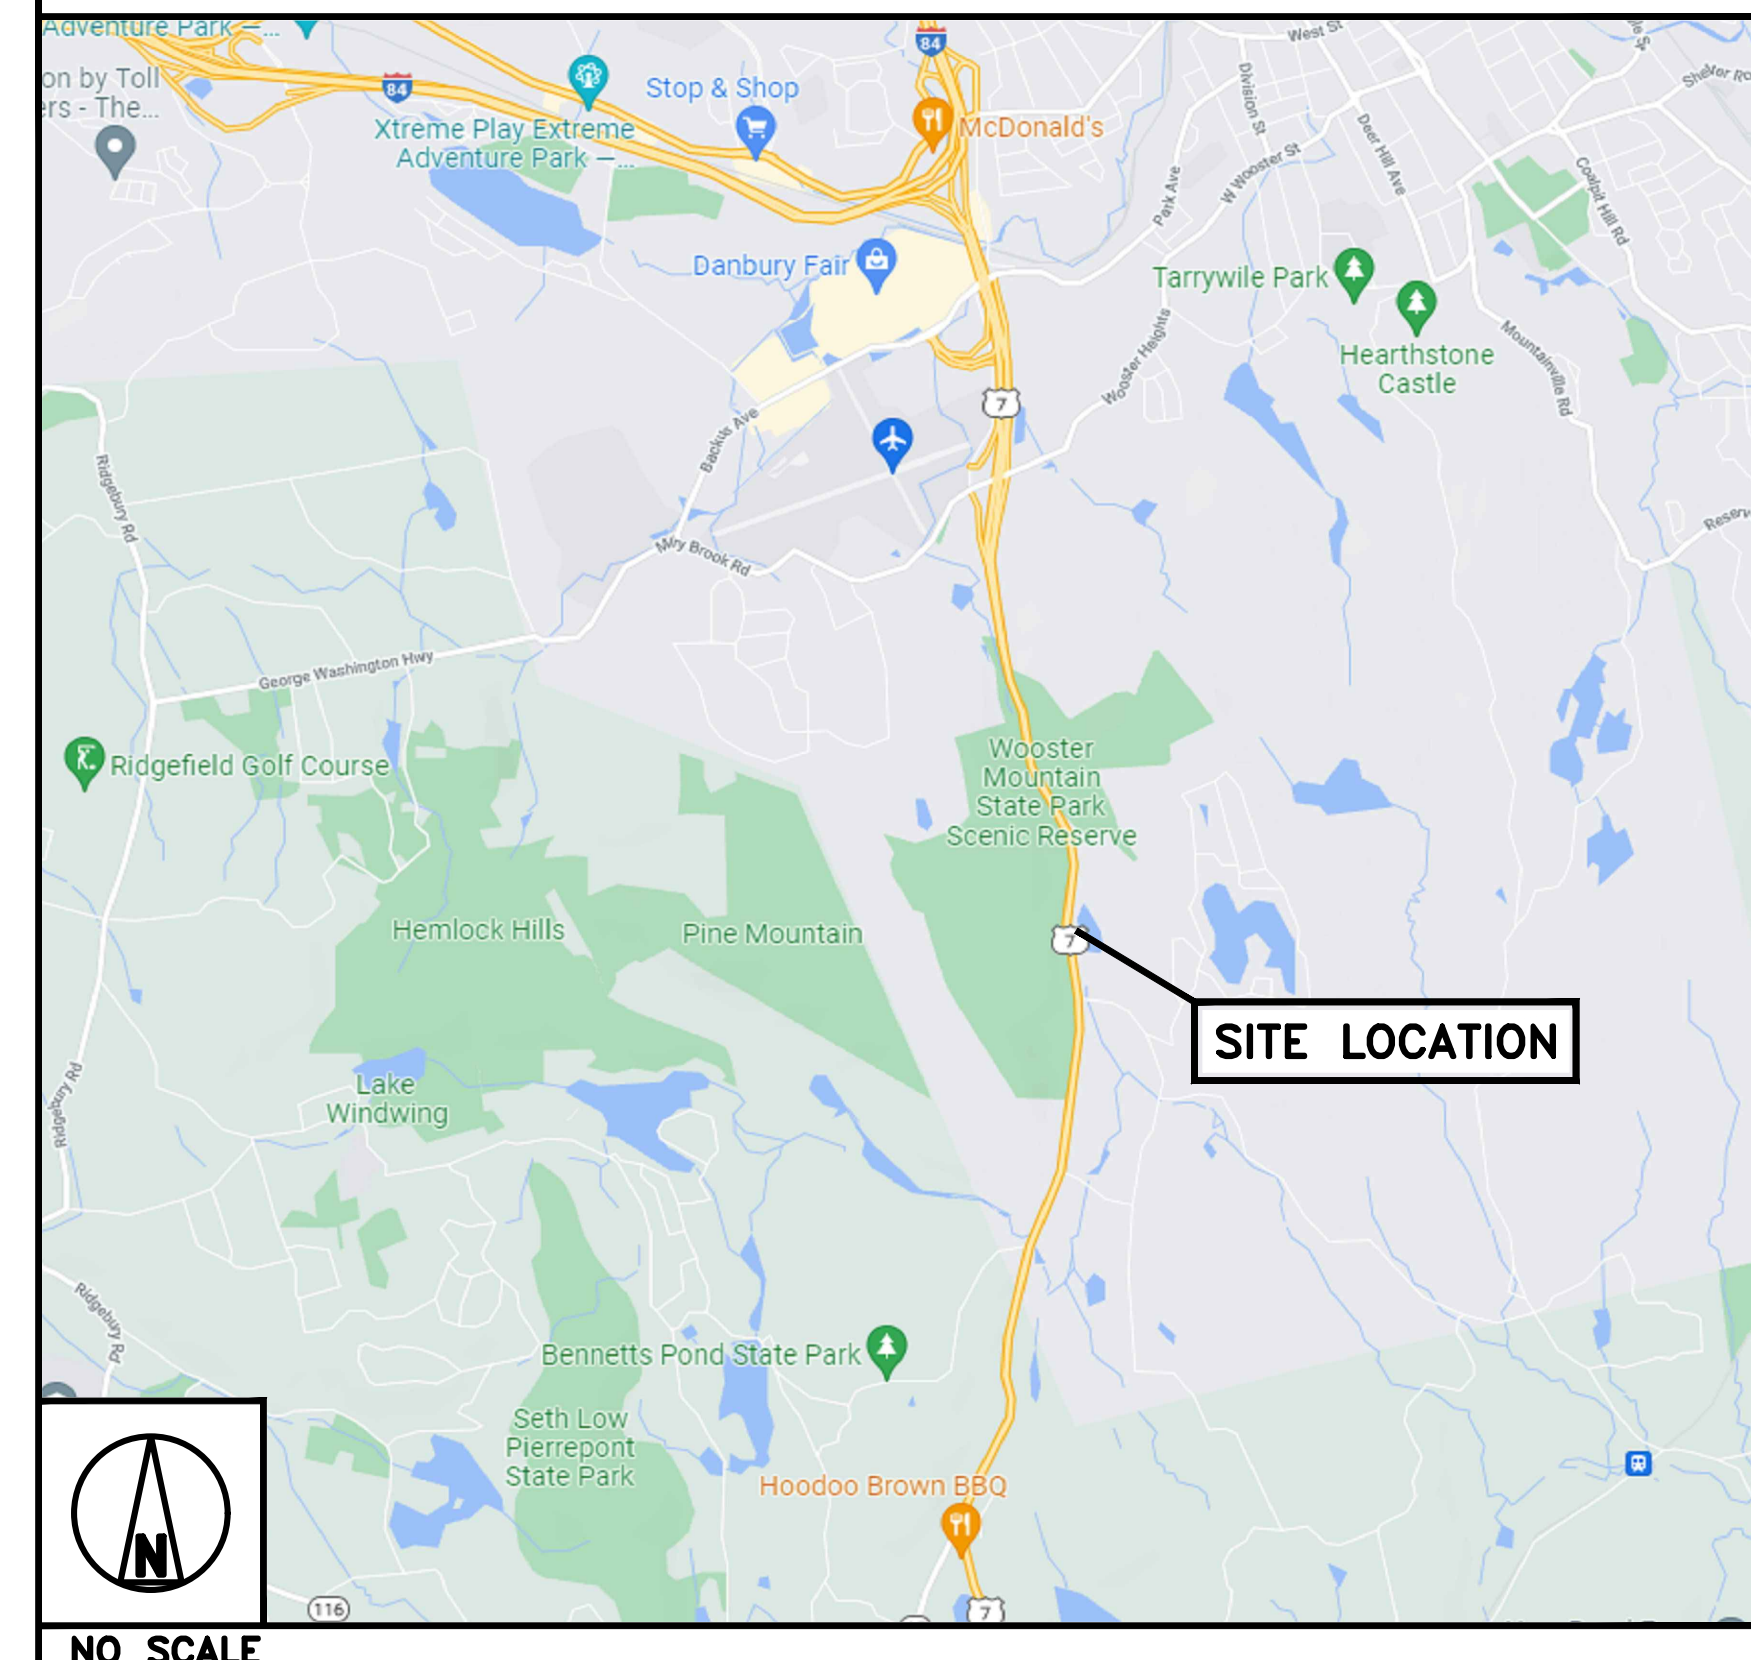 Adventure Park —...
84
West St
on by Toll
ers - The...
84
Stop & Shop
Division St
Xtreme Play Extreme
Adventure Park —...
McDonald's
Deer Hill Ave
W Wooster St
Park Ave
Coalpit Hill Rd
Danbury Fair
Tarrywile Park
Hearthstone
Castle
Wooster Heights
Mountainville Rd
7
Backus Ave
Ridgebury Rd
Miry Brook Rd
George Washington Hwy
Ridgefield Golf Course
Wooster
Mountain
State Park
Scenic Reserve
Hemlock Hills
Pine Mountain
7
SITE LOCATION
Lake
Windwing
Ridgebury Rd
Ridgebury Rd
Bennetts Pond State Park
Seth Low
Pierrepont
State Park
Hoodoo Brown BBQ
N
116
7
NO SCALE